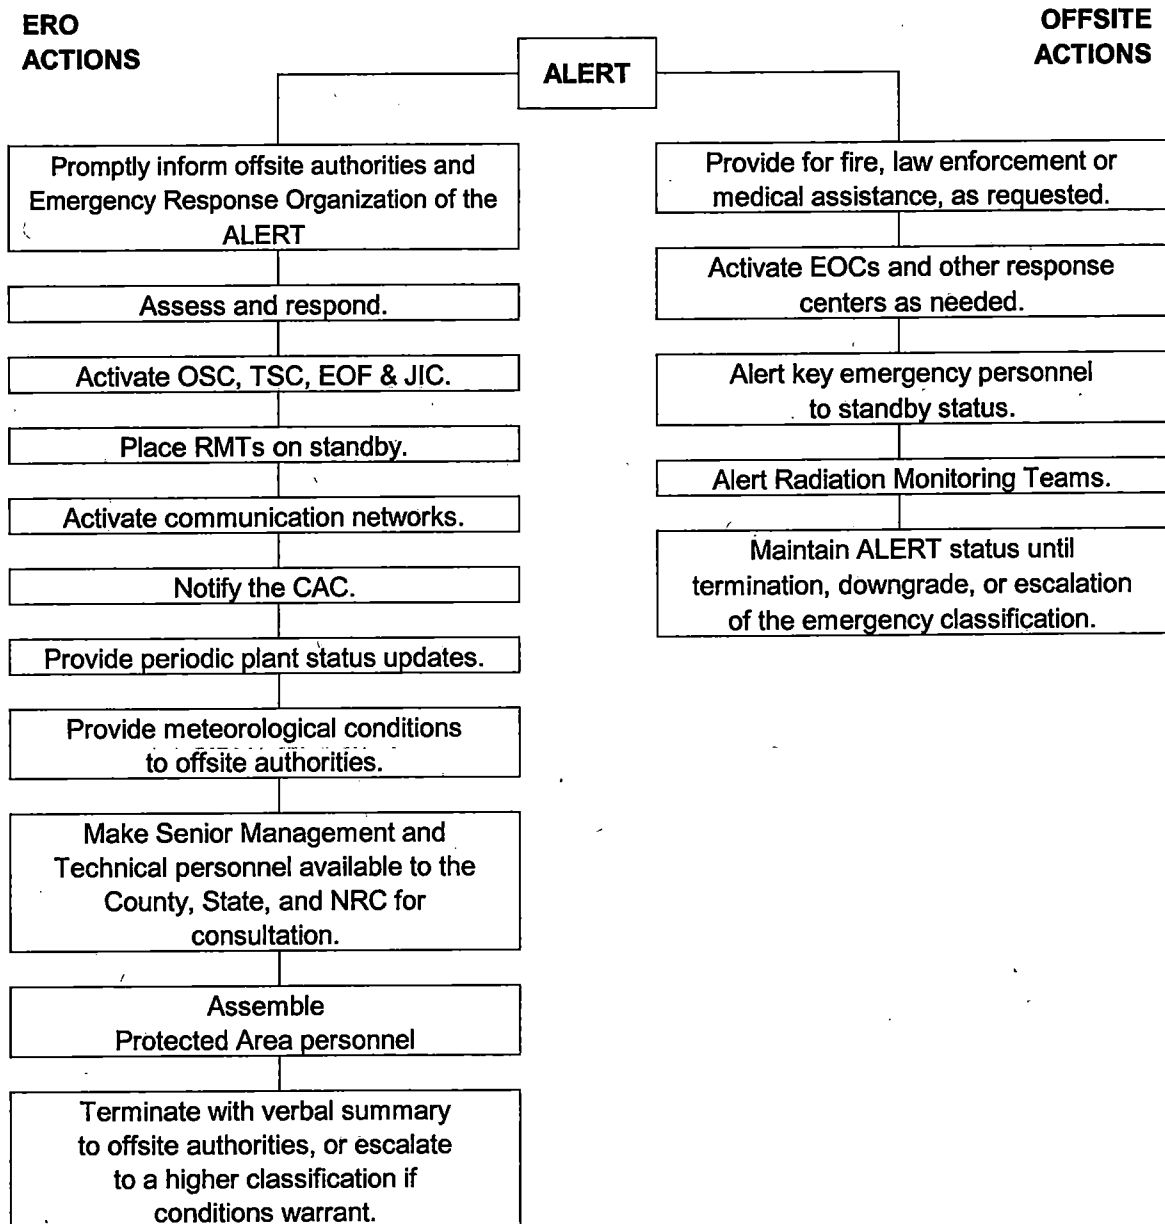 ERO
ACTIONS
OFFSITE
ACTIONS
ALERT
Promptly inform offsite authorities and
Emergency Response Organization of the
ALERT
Assess and respond.
Activate OSC, TSC, EOF & JIC.
Place RMTs on standby.
Activate communication networks.
Notify the CAC.
Provide periodic plant status updates.
Provide meteorological conditions
to offsite authorities.
Make Senior Management and
Technical personnel available to the
County, State, and NRC for
consultation.
Assemble
Protected Area personnel
Terminate with verbal summary
to offsite authorities, or escalate
to a higher classification if
conditions warrant.
Provide for fire, law enforcement or
medical assistance, as requested.
Activate EOCs and other response
centers as needed.
Alert key emergency personnel
to standby status.
Alert Radiation Monitoring Teams.
Maintain ALERT status until
termination, downgrade, or escalation
of the emergency classification.